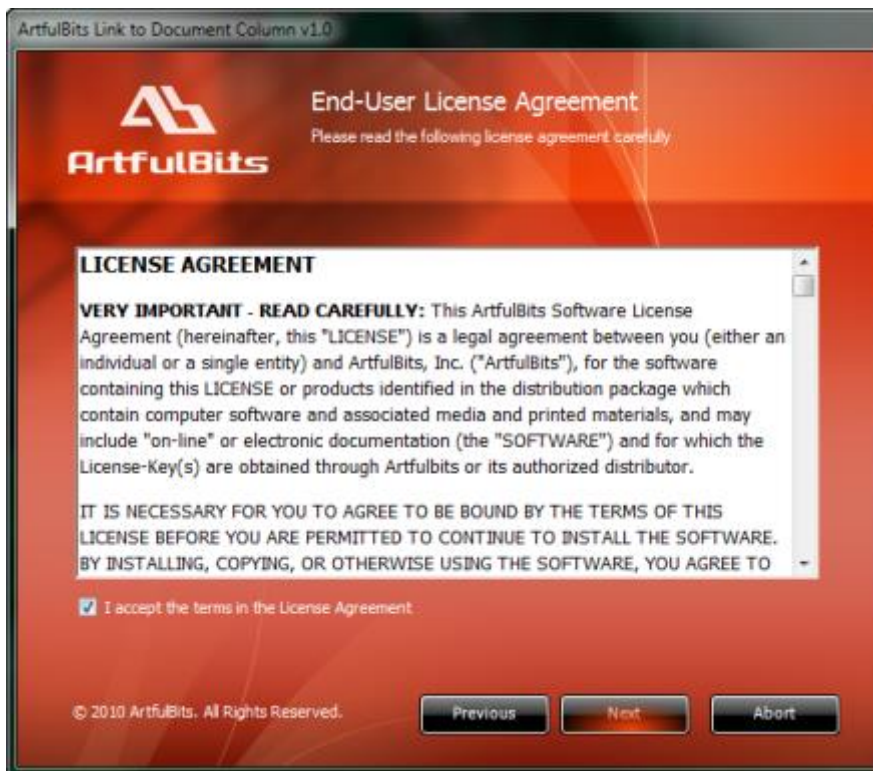 ArtfulBits Link to Document Column v1.0
ArtfulBits
End-User License Agreement
Please read the following license agreement carefully
LICENSE AGREEMENT
VERY IMPORTANT - READ CAREFULLY: This ArtfulBits Software License
Agreement (hereinafter, this "LICENSE") is a legal agreement between you (either an
individual or a single entity) and ArtfulBits, Inc. ("ArtfulBits"), for the software
containing this LICENSE or products identified in the distribution package which
contain computer software and associated media and printed materials, and may
include "on-line" or electronic documentation (the "SOFTWARE") and for which the
License-Key(s) are obtained through Artfulbits or its authorized distributor.
IT IS NECESSARY FOR YOU TO AGREE TO BE BOUND BY THE TERMS OF THIS
LICENSE BEFORE YOU ARE PERMITTED TO CONTINUE TO INSTALL THE SOFTWARE.
BY INSTALLING, COPYING, OR OTHERWISE USING THE SOFTWARE, YOU AGREE TO
I accept the terms in the License Agreement
© 2010 ArtfulBits. All Rights Reserved.
Previous
Next
Abort